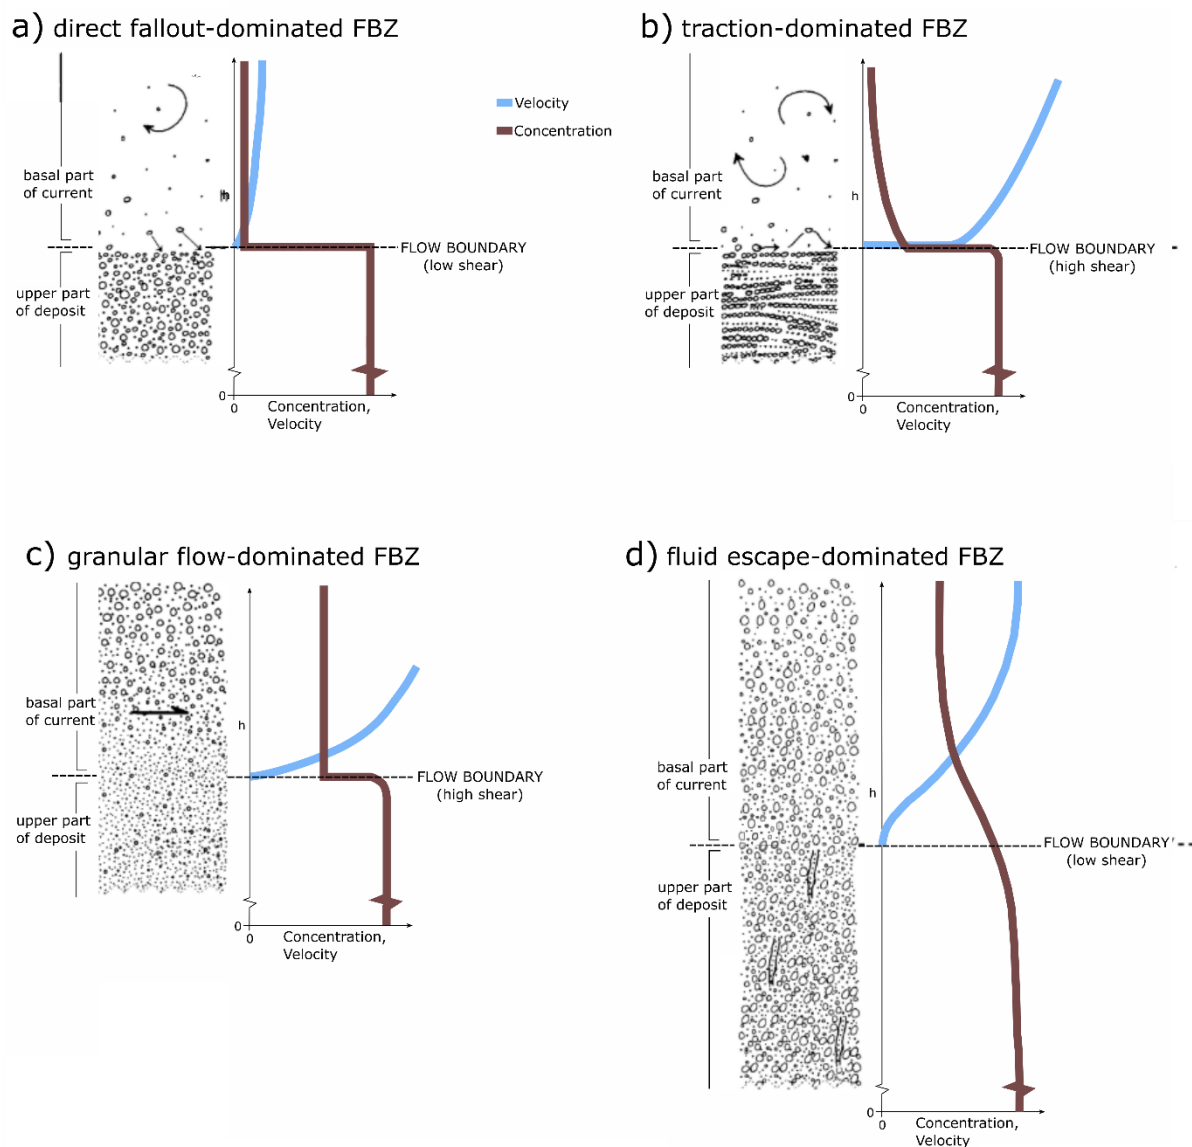 a) direct fallout-dominated FBZ
basal part
of current
upper part
of deposit
h
FLOW BOUNDARY
(low shear)
0
0
Concentration,
Velocity
Velocity
Concentration
b) traction-dominated FBZ
basal part
of current
upper part
of deposit
h
FLOW BOUNDARY
(high shear)
0
0
Concentration,
Velocity
c) granular flow-dominated FBZ
basal part
of current
upper part
of deposit
h
FLOW BOUNDARY
(high shear)
0
0
Concentration,
Velocity
d) fluid escape-dominated FBZ
basal part
of current
upper part
of deposit
h
FLOW BOUNDARY
(low shear)
0
0
Concentration,
Velocity